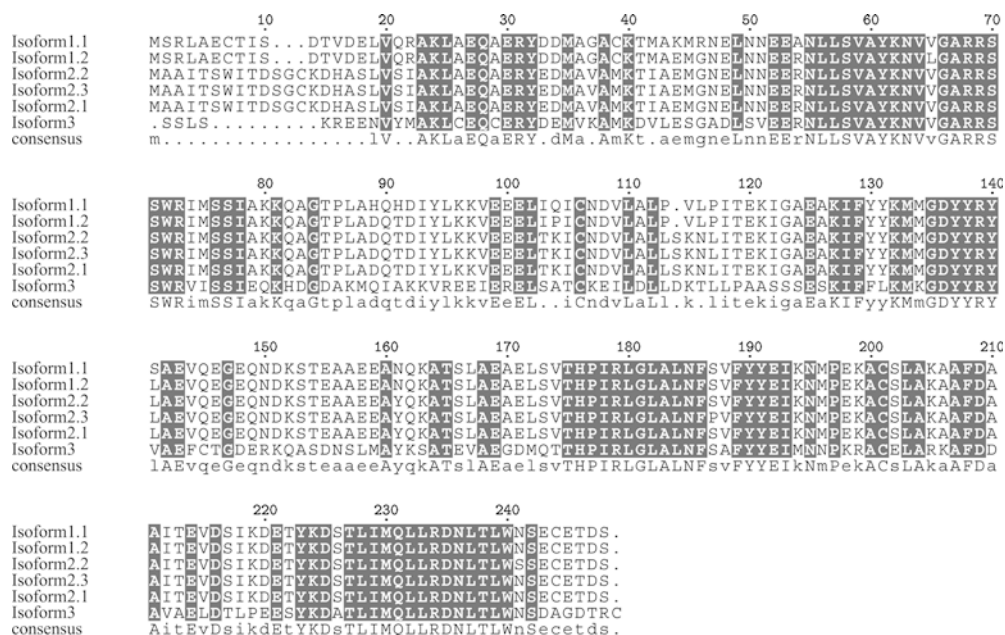 10 20 30 40 50 60 70
Isoform1.1 MSRLAECTIS...DTVDELVQRAKLAEQAERYDDMAGACKTMAKMRNELNNEEANLLSVAYKNVVGARRS
Isoform1.2 MSRLAECTIS...DTVDELVQRAKLAEQAERYDDMAGACKTMAEMGNELNNEERNLLSVAYKNVLGARRS
Isoform2.2 MAAITSWITDSGCKDHASLVSIAKLAEQAERYDEMAVAMKTIAEMGNELNNEERNLLSVAYKNVVGARRS
Isoform2.3 MAAITSWITDSGCKDHASLVSIAKLAEQAERYDEMAVAMKTIAEMGNELNNEERNLLSVAYKNVVGARRS
Isoform2.1 MAAITSWITDSGCKDHASLVSIAKLAEQAERYDEMAVAMKTIAEMGNELNNEERNLLSVAYKNVVGARRS
Isoform3 .SSLS.........KREENVYMAKLCEQCERYDEMVKAMKDVLESGADLSVEERNLLSVAYKNVVGARRS
consensus m................lV..AKLaEQaERY.dMa.AmKt.aemgneLnnEErNLLSVAYKNVvGARRS
80 90 100 110 120 130 140
Isoform1.1 SWRIMSSIAKKQAGTPLAHQHDIYLKKVEEELIQICNDVLALP.VLPITEKIGAEAKIFYYKMMGDYYRY
Isoform1.2 SWRIMSSIAKKQAGTPLADQTDIYLKKVEEELIPICNDVLALP.VLPITEKIGAEAKIFYYKMMGDYYRY
Isoform2.2 SWRIMSSIAKKQAGTPLADQTDIYLKKVEEELTKICNDVLALLSKNLITEKIGAEAKIFYYKMMGDYYRY
Isoform2.3 SWRIMSSIAKKQAGTPLADQTDIYLKKVEEELTKICNDVLALLSKNLITEKIGAEAKIFYYKMMGDYYRY
Isoform2.1 SWRIMSSIAKKQAGTPLADQTDIYLKKVEEELTKICNDVLALLSKNLITEKIGAEAKIFYYKMMGDYYRY
Isoform3 SWRVISSIEQKHDGDAKMQIAKKVREEIERELSATCKEILDLLDKTLLPAASSSESKIFFLKMKGDYYRY
consensus SWRimSSIakKqaGtpladqtdiylkkvEeEL..iCndvLaLl.k.litekigaEaKIFyyKMmGDYYRY
150 160 170 180 190 200 210
Isoform1.1 SAEVQEGEQNDKSTEAAEEANQKATSLAEAELSVTHPIRLGLALNFSVFYYEIKNMPEKACSLAKAAFDA
Isoform1.2 LAEVQEGEQNDKSTEAAEEAYQKATSLAEAELSVTHPIRLGLALNFSVFYYEIKNMPEKACSLAKAAFDA
Isoform2.2 LAEVQEGEQNDKSTEAAEEAYQKATSLAEAELSVTHPIRLGLALNFSVFYYEIKNMPEKACSLAKAAFDA
Isoform2.3 LAEVQEGEQNDKSTEAAEEAYQKATSLAEAELSVTHPIRLGLALNFPVFYYEIKNMPEKACSLAKAAFDA
Isoform2.1 LAEVQEGEQNDKSTEAAEEAYQKATSLAEAELSVTHPIRLGLALNFSVFYYEIKNMPEKACSLAKAAFDA
Isoform3 VAEFCTGDERKQASDNSLMAYKSATEVAEGDMQTTHPIRLGLALNFSAFYYEIKNNPKRACELARKAFDD
consensus lAEvqeGeqndksteaaeeAyqkATslAEaelsvTHPIRLGLALNFsvFYYEIkNmPekACsLAkaAFDa
220 230 240
Isoform1.1 AITEVDSIKDETYKDSTLIMQLLRDNLTLWNSECETDS.
Isoform1.2 AITEVDSIKDETYKDSTLIMQLLRDNLTLWNSECETDS.
Isoform2.2 AITEVDSIKDETYKDSTLIMQLLRDNLTLWSSECETDS.
Isoform2.3 AITEVDSIKDETYKDSTLIMQLLRDNLTLWNSECETDS.
Isoform2.1 AITEVDSIKDETYKDSTLIMQLLRDNLTLWNSECETDS.
Isoform3 AVAELDTLPEESYKDATLIMQLLRDNLTLWNSDAGDTRC
consensus AitEvDsikdEtYKDsTLIMQLLRDNLTLWnSecetds.